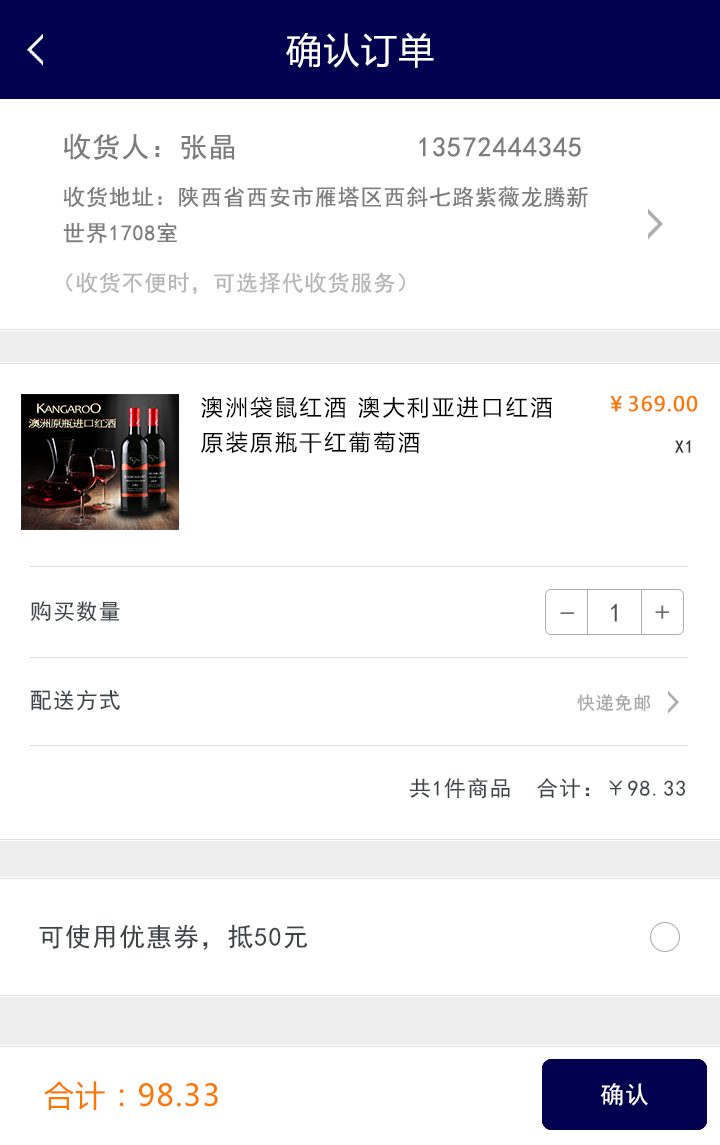 确认订单
收货人：张晶 13572444345
收货地址：陕西省西安市雁塔区西斜七路紫薇龙腾新
世界1708室
（收货不便时，可选择代收货服务）
KANGAROO
澳洲原瓶进口红酒
澳洲袋鼠红酒 澳大利亚进口红酒 ¥369.00
原装原瓶干红葡萄酒 X1
购买数量 － 1 ＋
配送方式 快递免邮
共1件商品 合计：￥98.33
可使用优惠券，抵50元
合计：98.33 确认